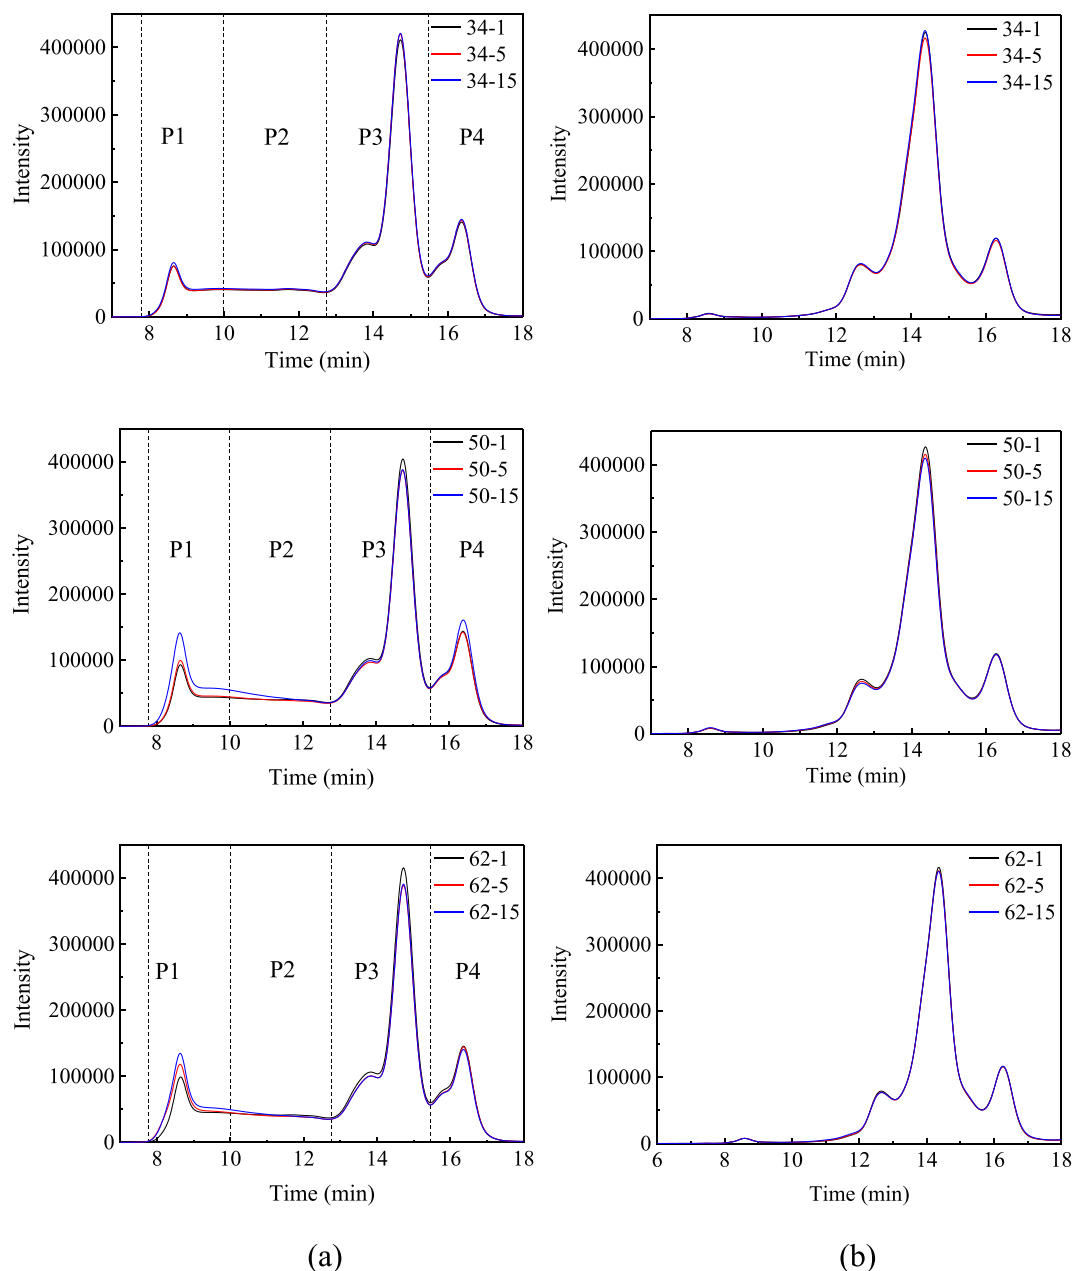 34-1
34-5
34-15
P1
P2
P3
P4
Intensity
400000
300000
200000
100000
0
8 10 12 14 16 18
Time (min)
34-1
34-5
34-15
Intensity
400000
300000
200000
100000
0
8 10 12 14 16 18
Time (min)
50-1
50-5
50-15
P1
P2
P3
P4
Intensity
400000
300000
200000
100000
0
8 10 12 14 16 18
Time (min)
50-1
50-5
50-15
Intensity
400000
300000
200000
100000
0
8 10 12 14 16 18
Time (min)
62-1
62-5
62-15
P1
P2
P3
P4
Intensity
400000
300000
200000
100000
0
8 10 12 14 16 18
Time (min)
62-1
62-5
62-15
Intensity
400000
300000
200000
100000
0
6 8 10 12 14 16 18
Time (min)
(a)
(b)